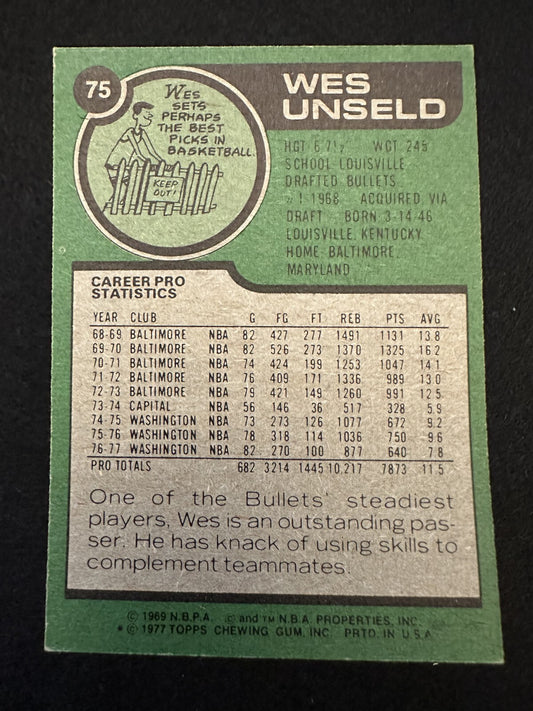 75
WES
UNSELD
WES
SETS
PERHAPS
THE BEST
PICKS IN
BASKETBALL.
KEEP
OUT!
HGT 6-7½ WGT 245
SCHOOL LOUISVILLE
DRAFTED BULLETS
#1-1968 ACQUIRED VIA
DRAFT BORN 3-14-46
LOUISVILLE, KENTUCKY
HOME BALTIMORE,
MARYLAND
CAREER PRO
STATISTICS
YEAR CLUB G FG FT REB PTS AVG
68-69 BALTIMORE NBA 82 427 277 1491 1131 13.8
69-70 BALTIMORE NBA 82 526 273 1370 1325 16.2
70-71 BALTIMORE NBA 74 424 199 1253 1047 14.1
71-72 BALTIMORE NBA 76 409 171 1336 989 13.0
72-73 BALTIMORE NBA 79 421 149 1260 991 12.5
73-74 CAPITAL NBA 56 146 36 517 328 5.9
74-75 WASHINGTON NBA 73 273 126 1077 672 9.2
75-76 WASHINGTON NBA 78 318 114 1036 750 9.6
76-77 WASHINGTON NBA 82 270 100 877 640 7.8
PRO TOTALS 682 3214 1445 10,217 7873 11.5
One of the Bullets' steadiest
players, Wes is an outstanding pas-
ser. He has knack of using skills to
complement teammates.
© 1969 N.B.P.A. © and ™ N.B.A. PROPERTIES, INC.
* © 1977 TOPPS CHEWING GUM, INC. PRTD. IN U.S.A.